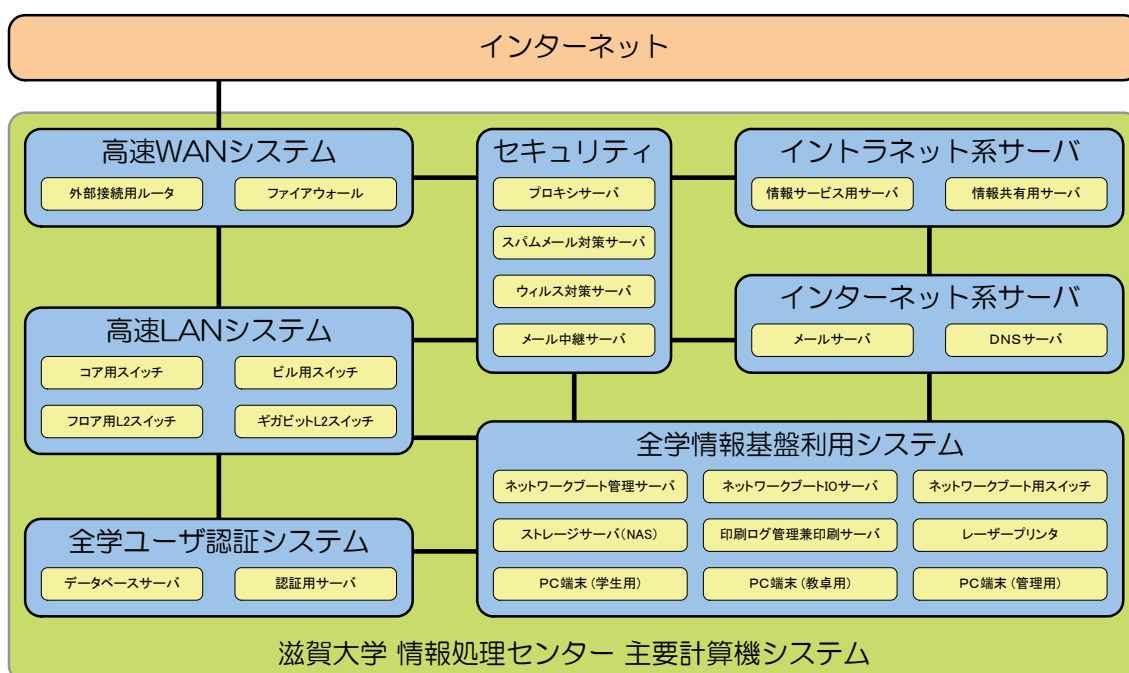 インターネット
高速WANシステム
外部接続用ルータ
ファイアウォール
セキュリティ
プロキシサーバ
スパムメール対策サーバ
ウィルス対策サーバ
メール中継サーバ
イントラネット系サーバ
情報サービス用サーバ
情報共有用サーバ
インターネット系サーバ
メールサーバ
DNSサーバ
高速LANシステム
コア用スイッチ
ビル用スイッチ
フロア用L2スイッチ
ギガビットL2スイッチ
全学情報基盤利用システム
ネットワークブート管理サーバ
ネットワークブートIOサーバ
ネットワークブート用スイッチ
ストレージサーバ(NAS)
印刷ログ管理兼印刷サーバ
レーザープリンタ
PC端末(学生用)
PC端末(教卓用)
PC端末(管理用)
全学ユーザ認証システム
データベースサーバ
認証用サーバ
滋賀大学 情報処理センター 主要計算機システム